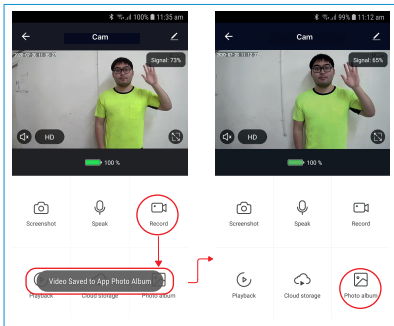 100% 11:35 am
Cam
Signal: 73%
HD
100 %
Screenshot
Speak
Record
Video Saved to App Photo Album
Playback
Cloud storage
Photo album
99% 11:12 am
Cam
Signal: 65%
HD
100 %
Screenshot
Speak
Record
Playback
Cloud storage
Photo album